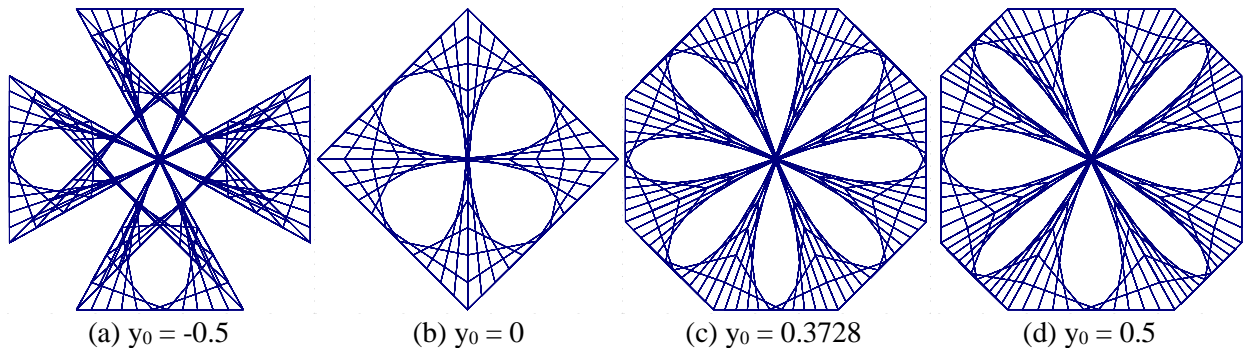 (a) y₀ = -0.5 (b) y₀ = 0 (c) y₀ = 0.3728 (d) y₀ = 0.5